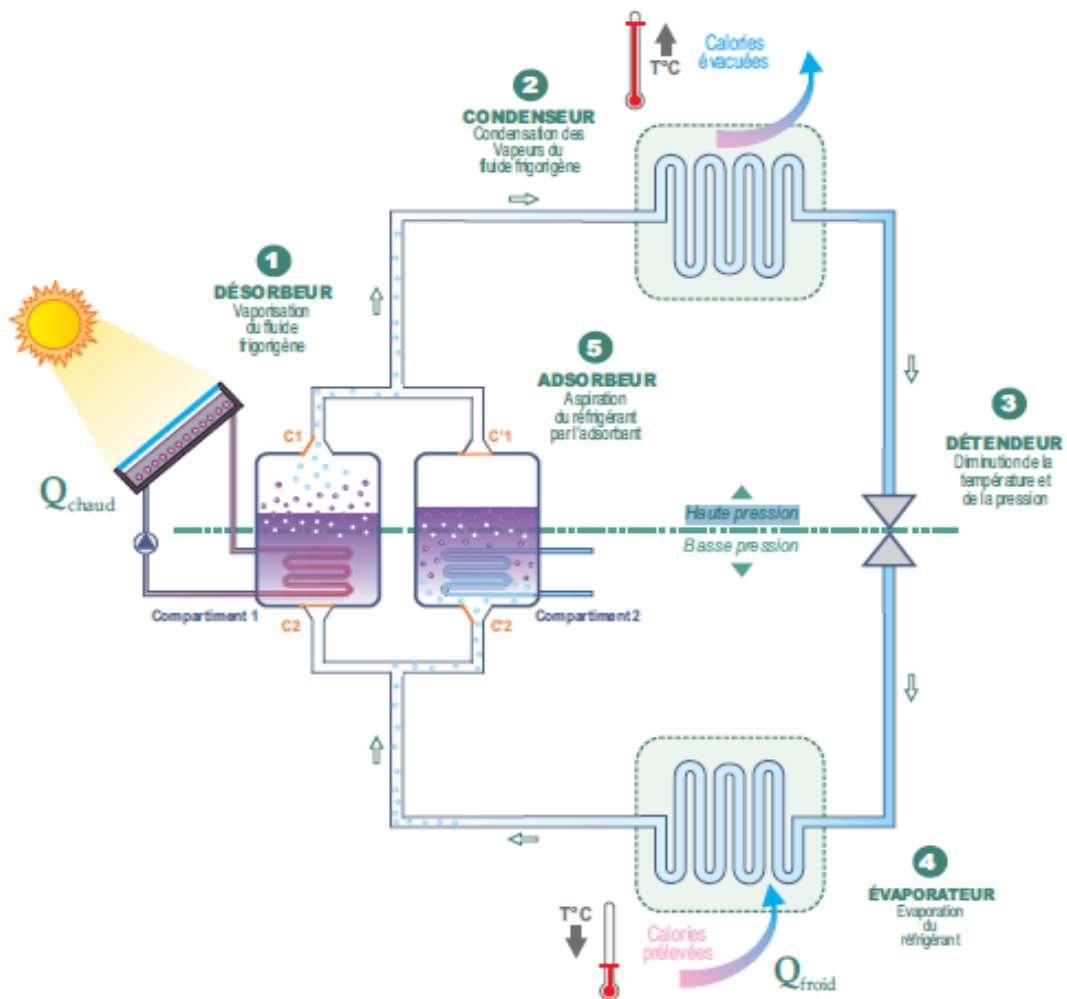 T°C
Calories
évacuées
2
CONDENSEUR
Condensation des
Vapeurs du
fluide frigorigène
1
DÉSORBEUR
Vaporisation
du fluide
frigorigène
5
ADSORBEUR
Aspiration
du réfrigérant
par l'adsorbant
3
DÉTENDEUR
Diminution de la
température et
de la pression
C1
C'1
Qchaud
Haute pression
Basse pression
Compartiment 1
C2
C'2
Compartiment 2
4
ÉVAPORATEUR
Evaporation
du
réfrigérant
T°C
Calories
prélevées
Qfroid